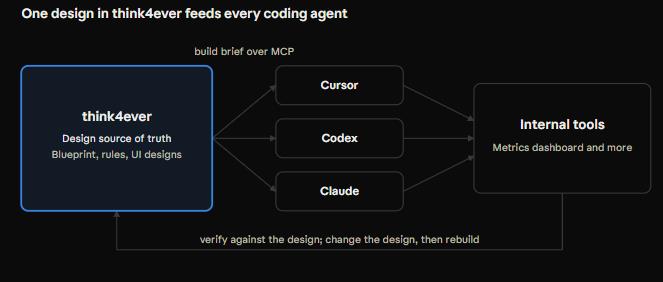 One design in think4ever feeds every coding agent
build brief over MCP
think4ever
Design source of truth
Blueprint, rules, UI designs
Cursor
Codex
Claude
Internal tools
Metrics dashboard and more
verify against the design; change the design, then rebuild